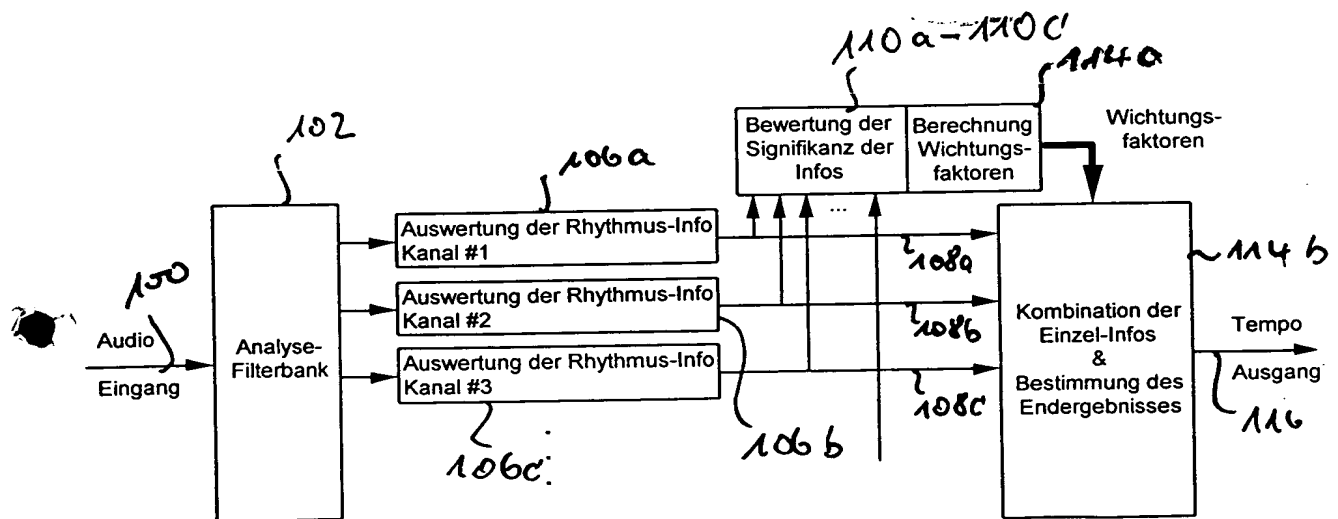 110a-110c
114a
102
106a
Bewertung der
Signifikanz der
Infos
Berechnung
Wichtungs-
faktoren
Wichtungs-
faktoren
...
Auswertung der Rhythmus-Info
Kanal #1
108a
114b
100
Auswertung der Rhythmus-Info
Kanal #2
108b
Audio
Eingang
Analyse-
Filterbank
Kombination der
Einzel-Infos
&
Bestimmung des
Endergebnisses
Tempo
Ausgang
Auswertung der Rhythmus-Info
Kanal #3
108c
116
106b
106c